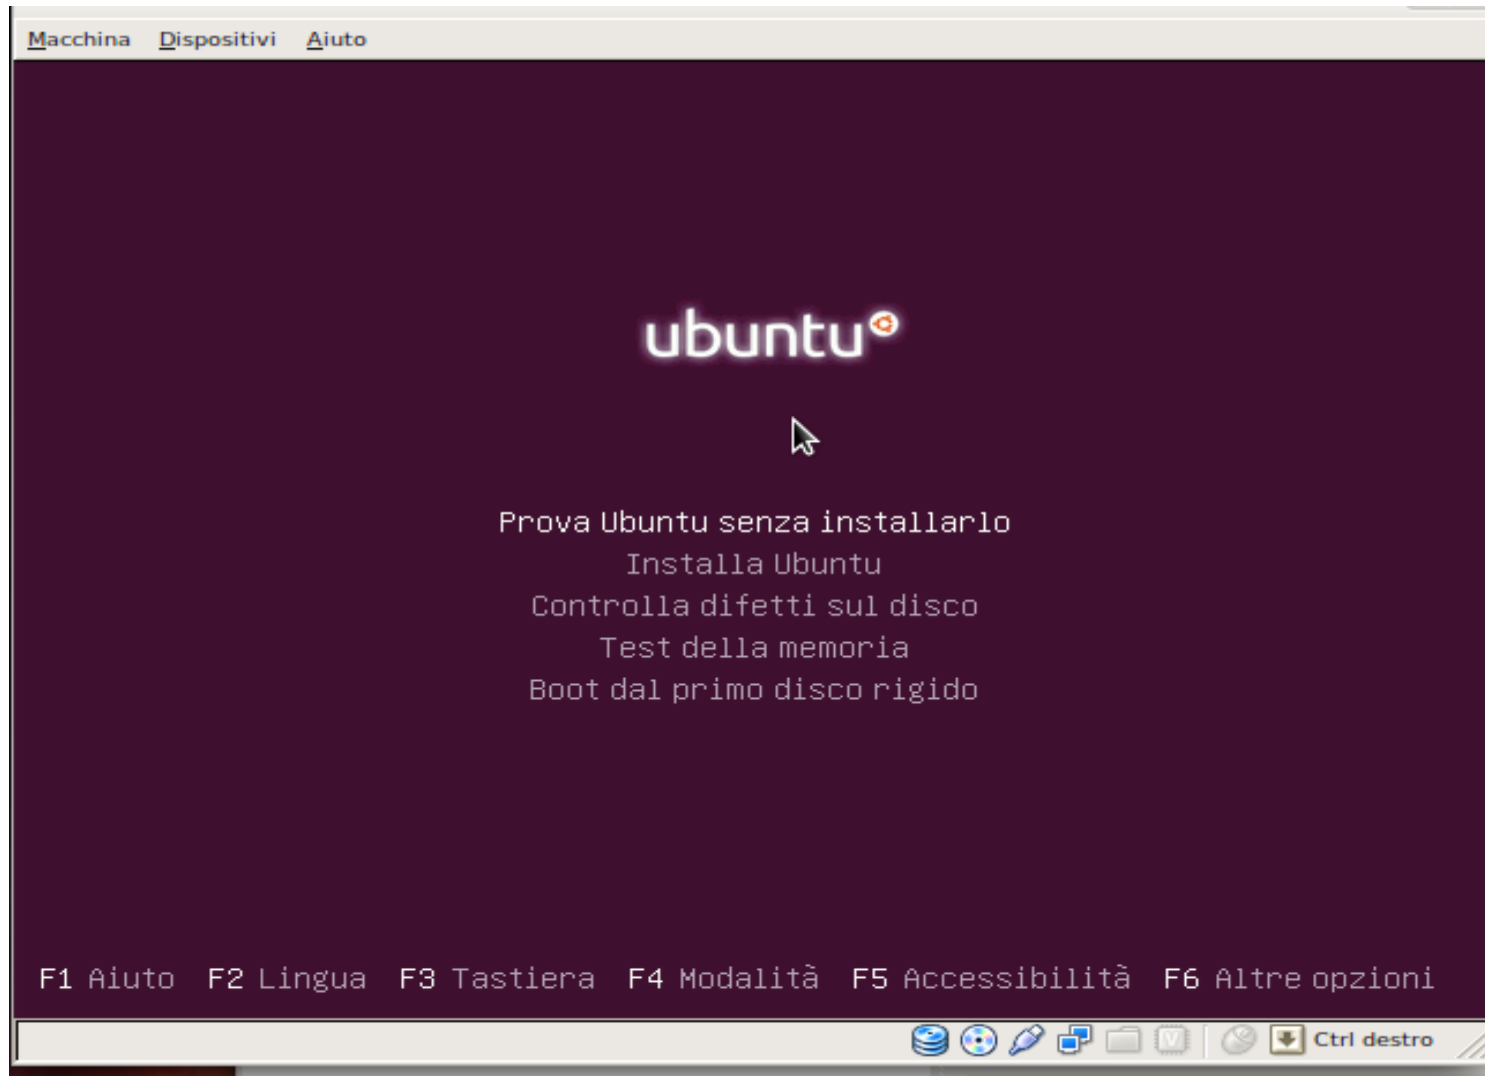 Macchina Dispositivi Aiuto
ubuntu
Prova Ubuntu senza installarlo
Installa Ubuntu
Controlla difetti sul disco
Test della memoria
Boot dal primo disco rigido
F1 Aiuto F2 Lingua F3 Tastiera F4 Modalità F5 Accessibilità F6 Altre opzioni
V Ctrl destro